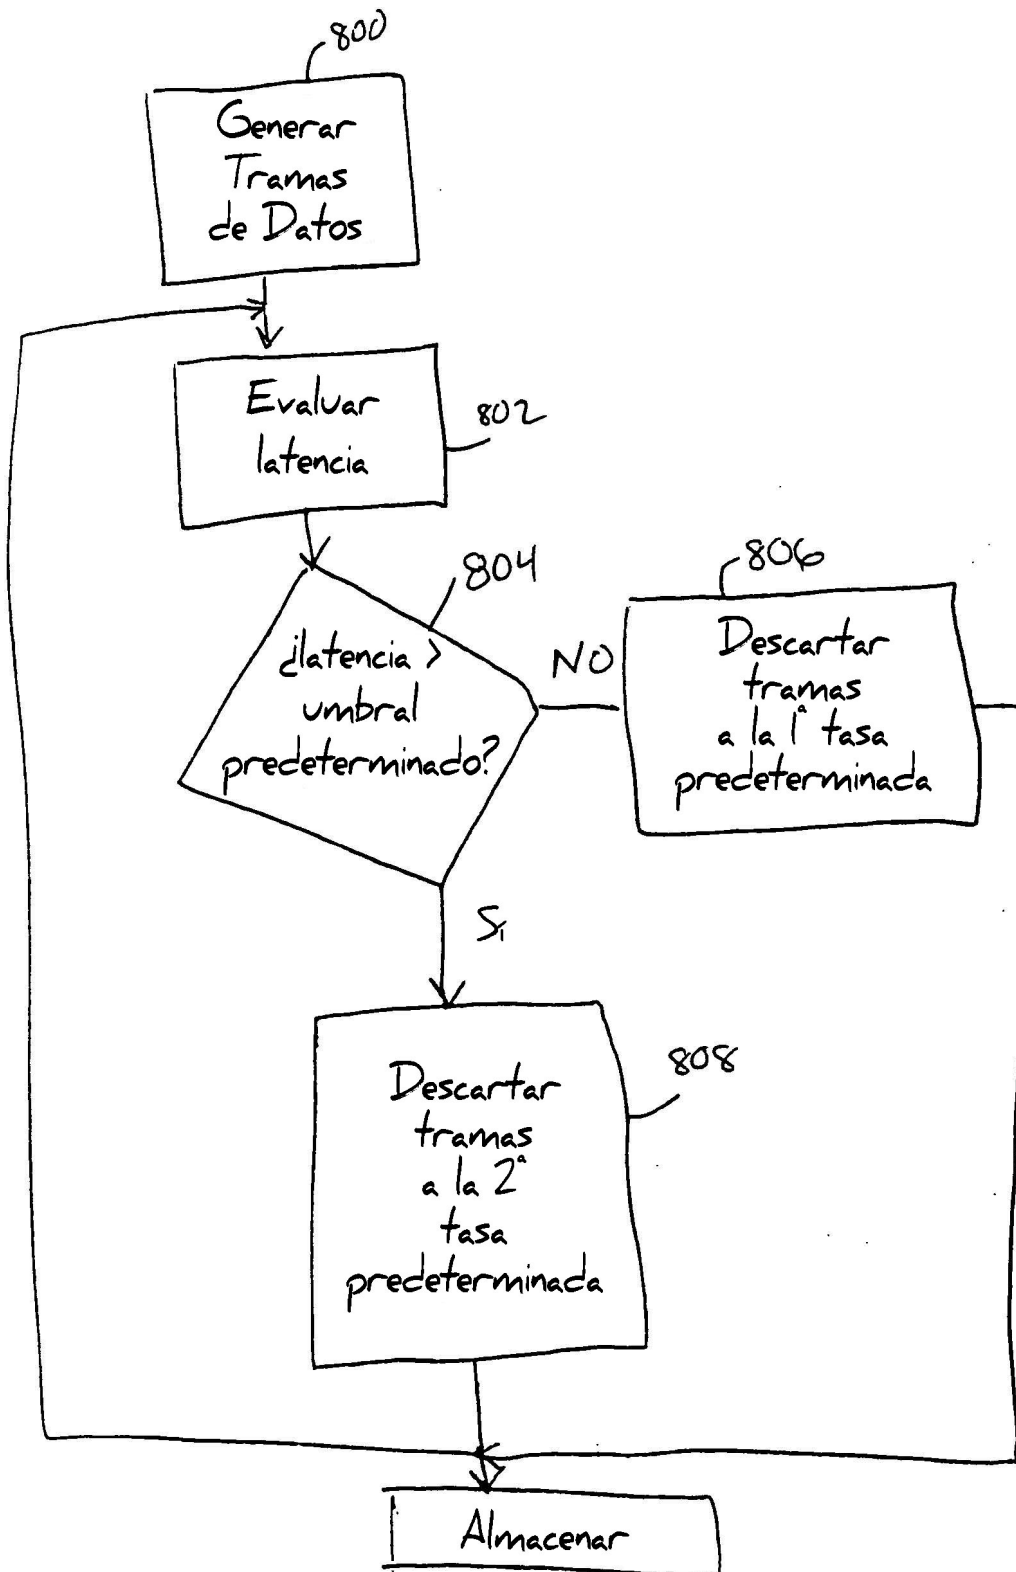 800
Generar
Tramas
de Datos
Evaluar
latencia
802
804
¿latencia >
umbral
predeterminado?
NO
806
Descartar
tramas
a la 1ª tasa
predeterminada
Si
808
Descartar
tramas
a la 2ª
tasa
predeterminada
Almacenar